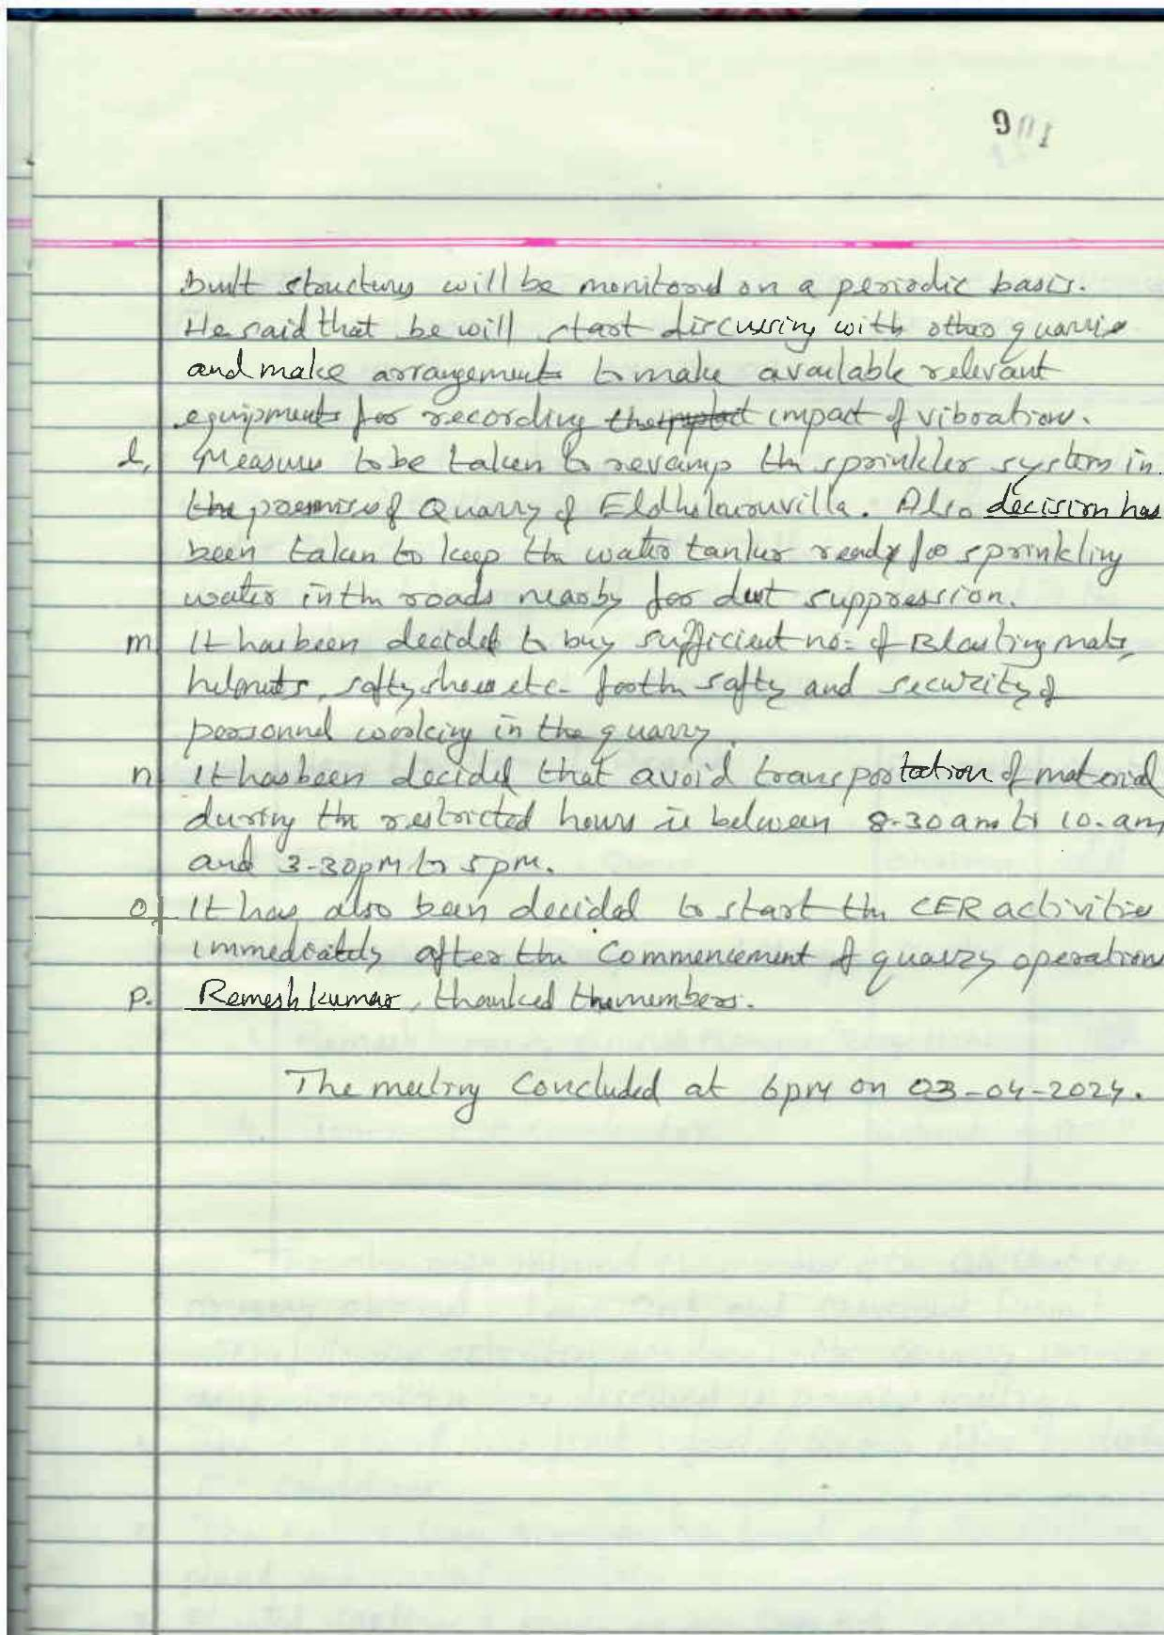 9
built structures will be monitored on a periodic basis.
He said that he will start discussing with other quarries
and make arrangements to make available relevant
equipments for recording the impact of vibration.
l, Measures to be taken to revamp the sprinkler system in
the premises of Quarry of Also decision has
been taken to keep the water tanker ready for sprinkling
water in the roads nearby for dust suppression.
m It has been decided to buy sufficient no: of Blasting mats,
helmets, safty shoes etc- for the safty and security of
personnel working in the quarry.
n It has been decided that avoid transportation of material
during the restricted hours ie between 8-30am to 10.am
and 3-30pm to 5pm.
o, It has also been decided to start the CER activities
immediately after the Commencement of quarry operation
p. Remesh kumar, thanked the members.
The meeting Concluded at 6pm on 03-04-2024.